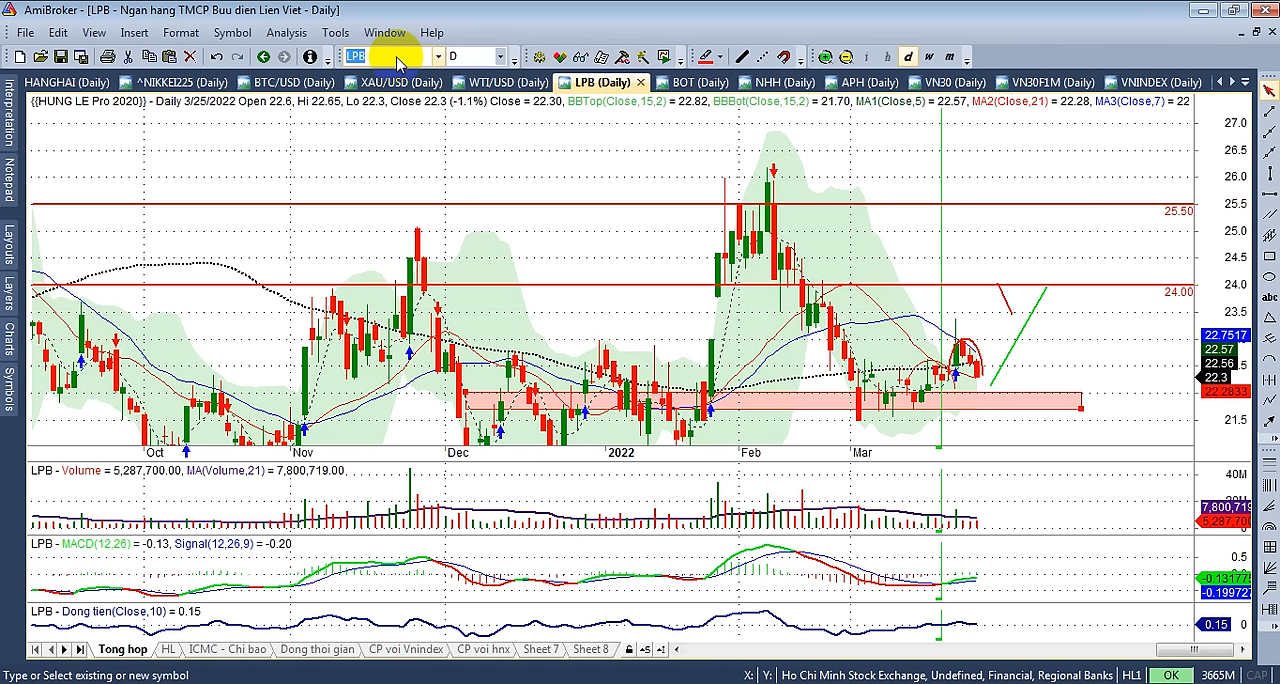 AmiBroker - [LPB - Ngan hang TMCP Buu dien Lien Viet - Daily]
File Edit View Insert Format Symbol Analysis Tools Window Help
LPB D i h d w m
HANGHAI (Daily) ^NIKKEI225 (Daily) BTC/USD (Daily) XAU/USD (Daily) WTI/USD (Daily) LPB (Daily) BOT (Daily) NHH (Daily) APH (Daily) VN30 (Daily) VN30F1M (Daily) VNINDEX (Daily)
{{HUNG LE Pro 2020}} - Daily 3/25/2022 Open 22.6, Hi 22.65, Lo 22.3, Close 22.3 (-1.1%) Close = 22.30, BBTop(Close,15,2) = 22.82, BBBot(Close,15,2) = 21.70, MA1(Close,5) = 22.57, MA2(Close,21) = 22.28, MA3(Close,7) = 22
Interpretation
Notepad
Layouts
Layers
Charts
Symbols
27.0
26.5
26.0
25.5
25.50
25.0
24.5
24.0
24.00
23.5
22.7517
22.57
22.56
22.3
22.2833
21.5
abc
Oct Nov Dec 2022 Feb Mar
LPB - Volume = 5,287,700.00, MA(Volume,21) = 7,800,719.00
40M
7,800,719
5,287,700
LPB - MACD(12,26) = -0.13, Signal(12,26,9) = -0.20
0.5
-0.131775
-0.199727
LPB - Dong tien(Close,10) = 0.15
0.15 0
Tong hop HL ICMC - Chi bao Dong thoi gian CP voi Vnindex CP voi hnx Sheet 7 Sheet 8
Type or Select existing or new symbol X: Y: Ho Chi Minh Stock Exchange, Undefined, Financial, Regional Banks HL1 OK 3665M CAP